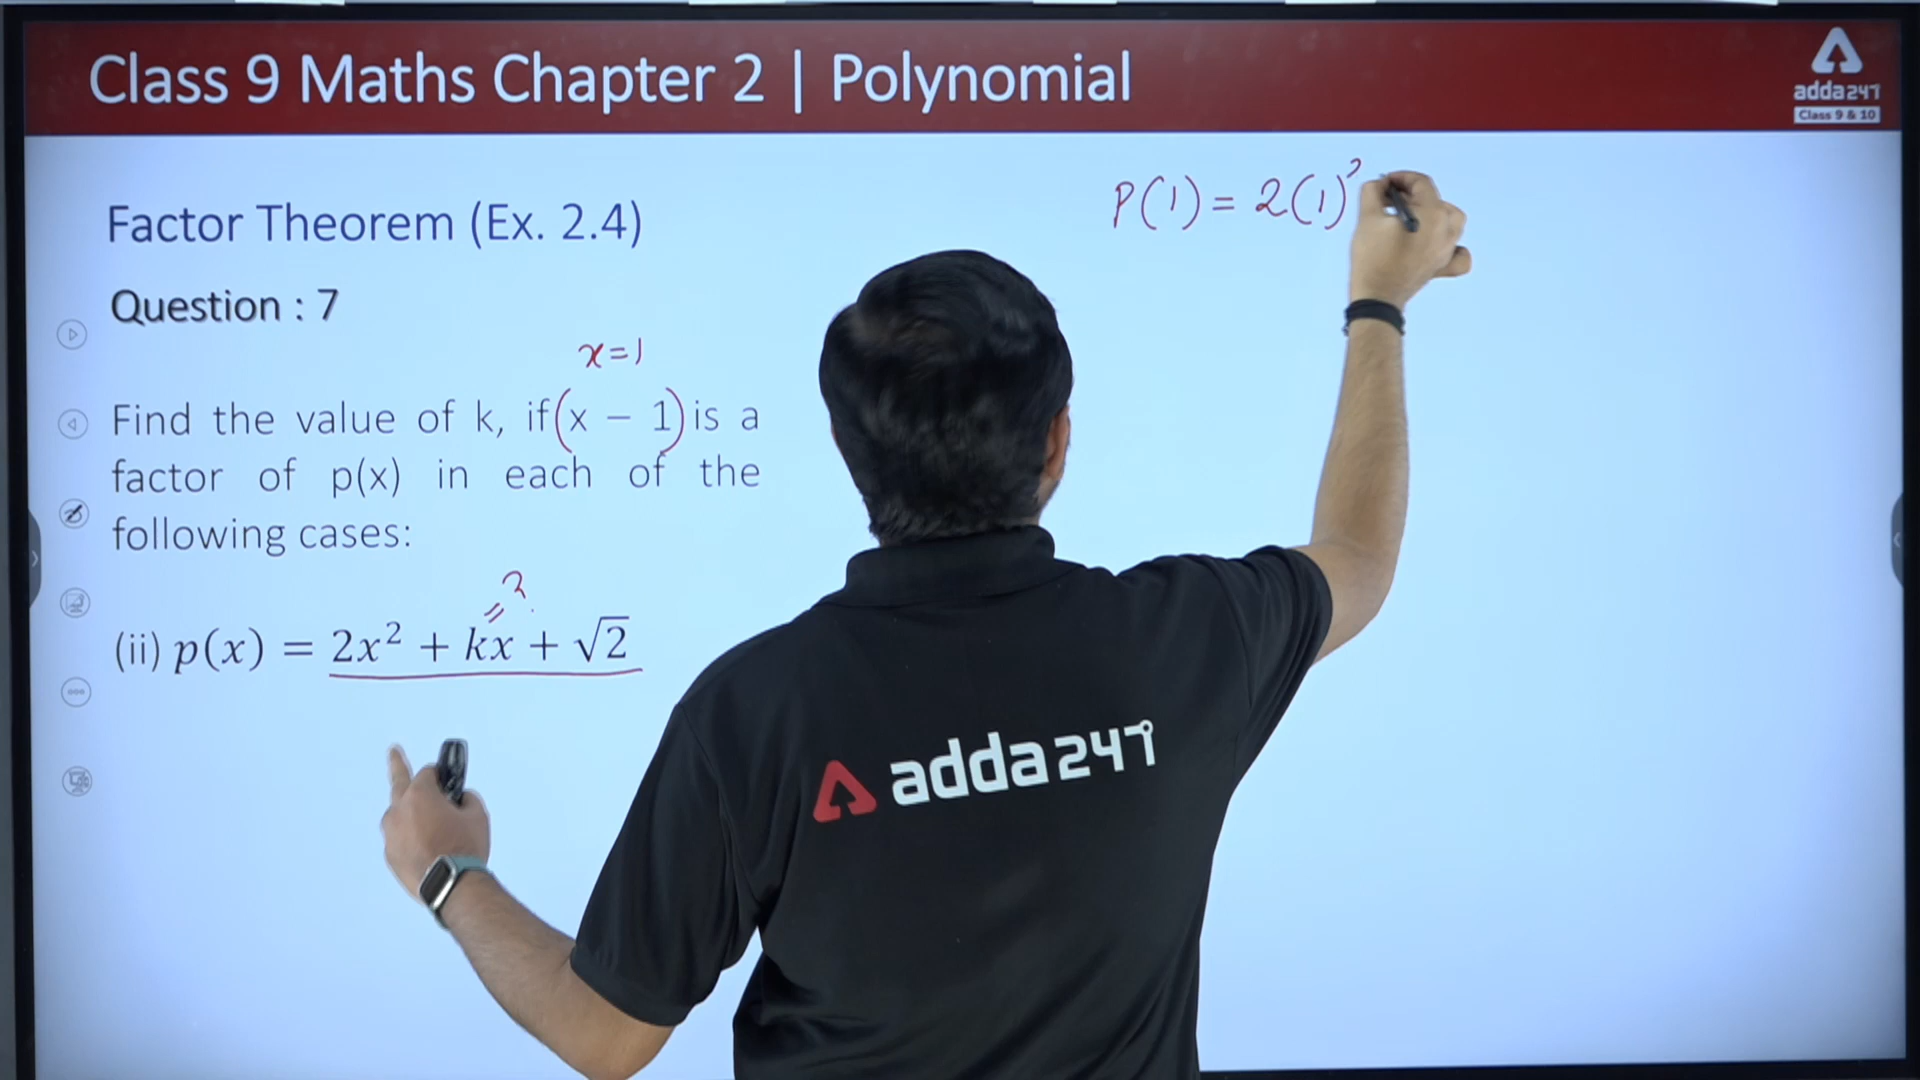 Class 9 Maths Chapter 2 | Polynomial
adda247
Class 9 & 10
Factor Theorem (Ex. 2.4)
P(1) = 2(1)²
Question : 7
x=1
Find the value of k, if (x − 1) is a
factor of p(x) in each of the
following cases:
= ?
(ii) p(x) = 2x² + kx + √2
adda247